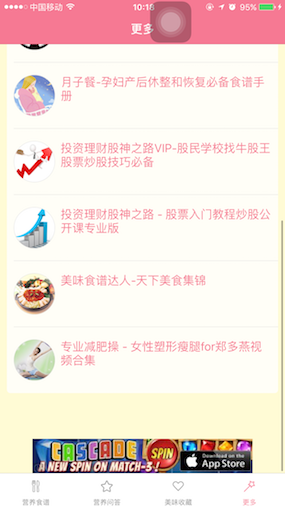 中国移动
10:18
95%
更多
月子餐-孕妇产后休整和恢复必备食谱手
册
投资理财股神之路VIP-股民学校找牛股王
股票炒股技巧必备
投资理财股神之路 - 股票入门教程炒股公
开课专业版
美味食谱达人-天下美食集锦
专业减肥操 - 女性塑形瘦腿for郑多燕视
频合集
CASCADE SPIN
A NEW SPIN ON MATCH-3!
Download on the
App Store
营养食谱
营养问答
美味收藏
更多